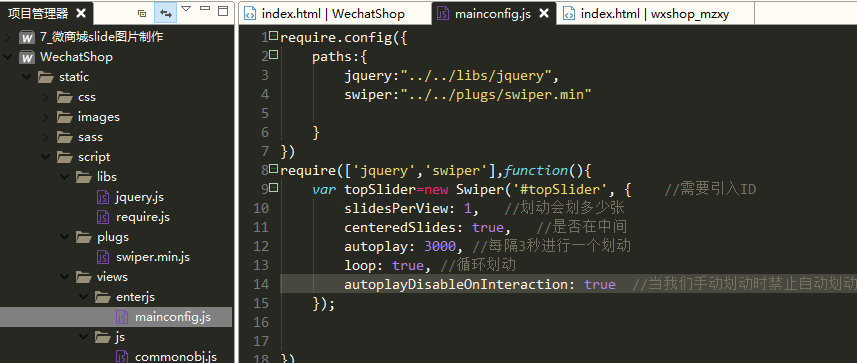 项目管理器
index.html | WechatShop
mainconfig.js
index.html | wxshop_mzxy
7_微商城slide图片制作
WechatShop
static
css
images
sass
script
libs
jquery.js
require.js
plugs
swiper.min.js
views
enterjs
mainconfig.js
js
commonobj.js
1 require.config({
2 paths:{
3 jquery:"../../libs/jquery",
4 swiper:"../../plugs/swiper.min"
5
6 }
7 })
8 require(['jquery','swiper'],function(){
9 var topSlider=new Swiper('#topSlider', { //需要引入ID
10 slidesPerView: 1, //划动会划多少张
11 centeredSlides: true, //是否在中间
12 autoplay: 3000, //每隔3秒进行一个划动
13 loop: true, //循环划动
14 autoplayDisableOnInteraction: true //当我们手动划动时禁止自动划动
15 });
16
17
18 })